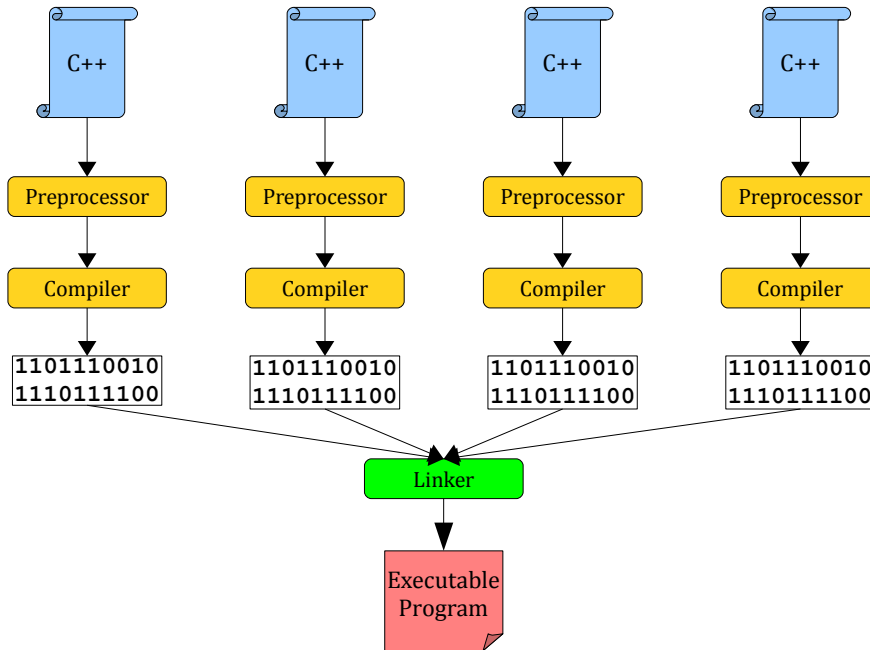 C++
C++
C++
C++
Preprocessor
Preprocessor
Preprocessor
Preprocessor
Compiler
Compiler
Compiler
Compiler
1101110010
1110111100
1101110010
1110111100
1101110010
1110111100
1101110010
1110111100
Linker
Executable
Program